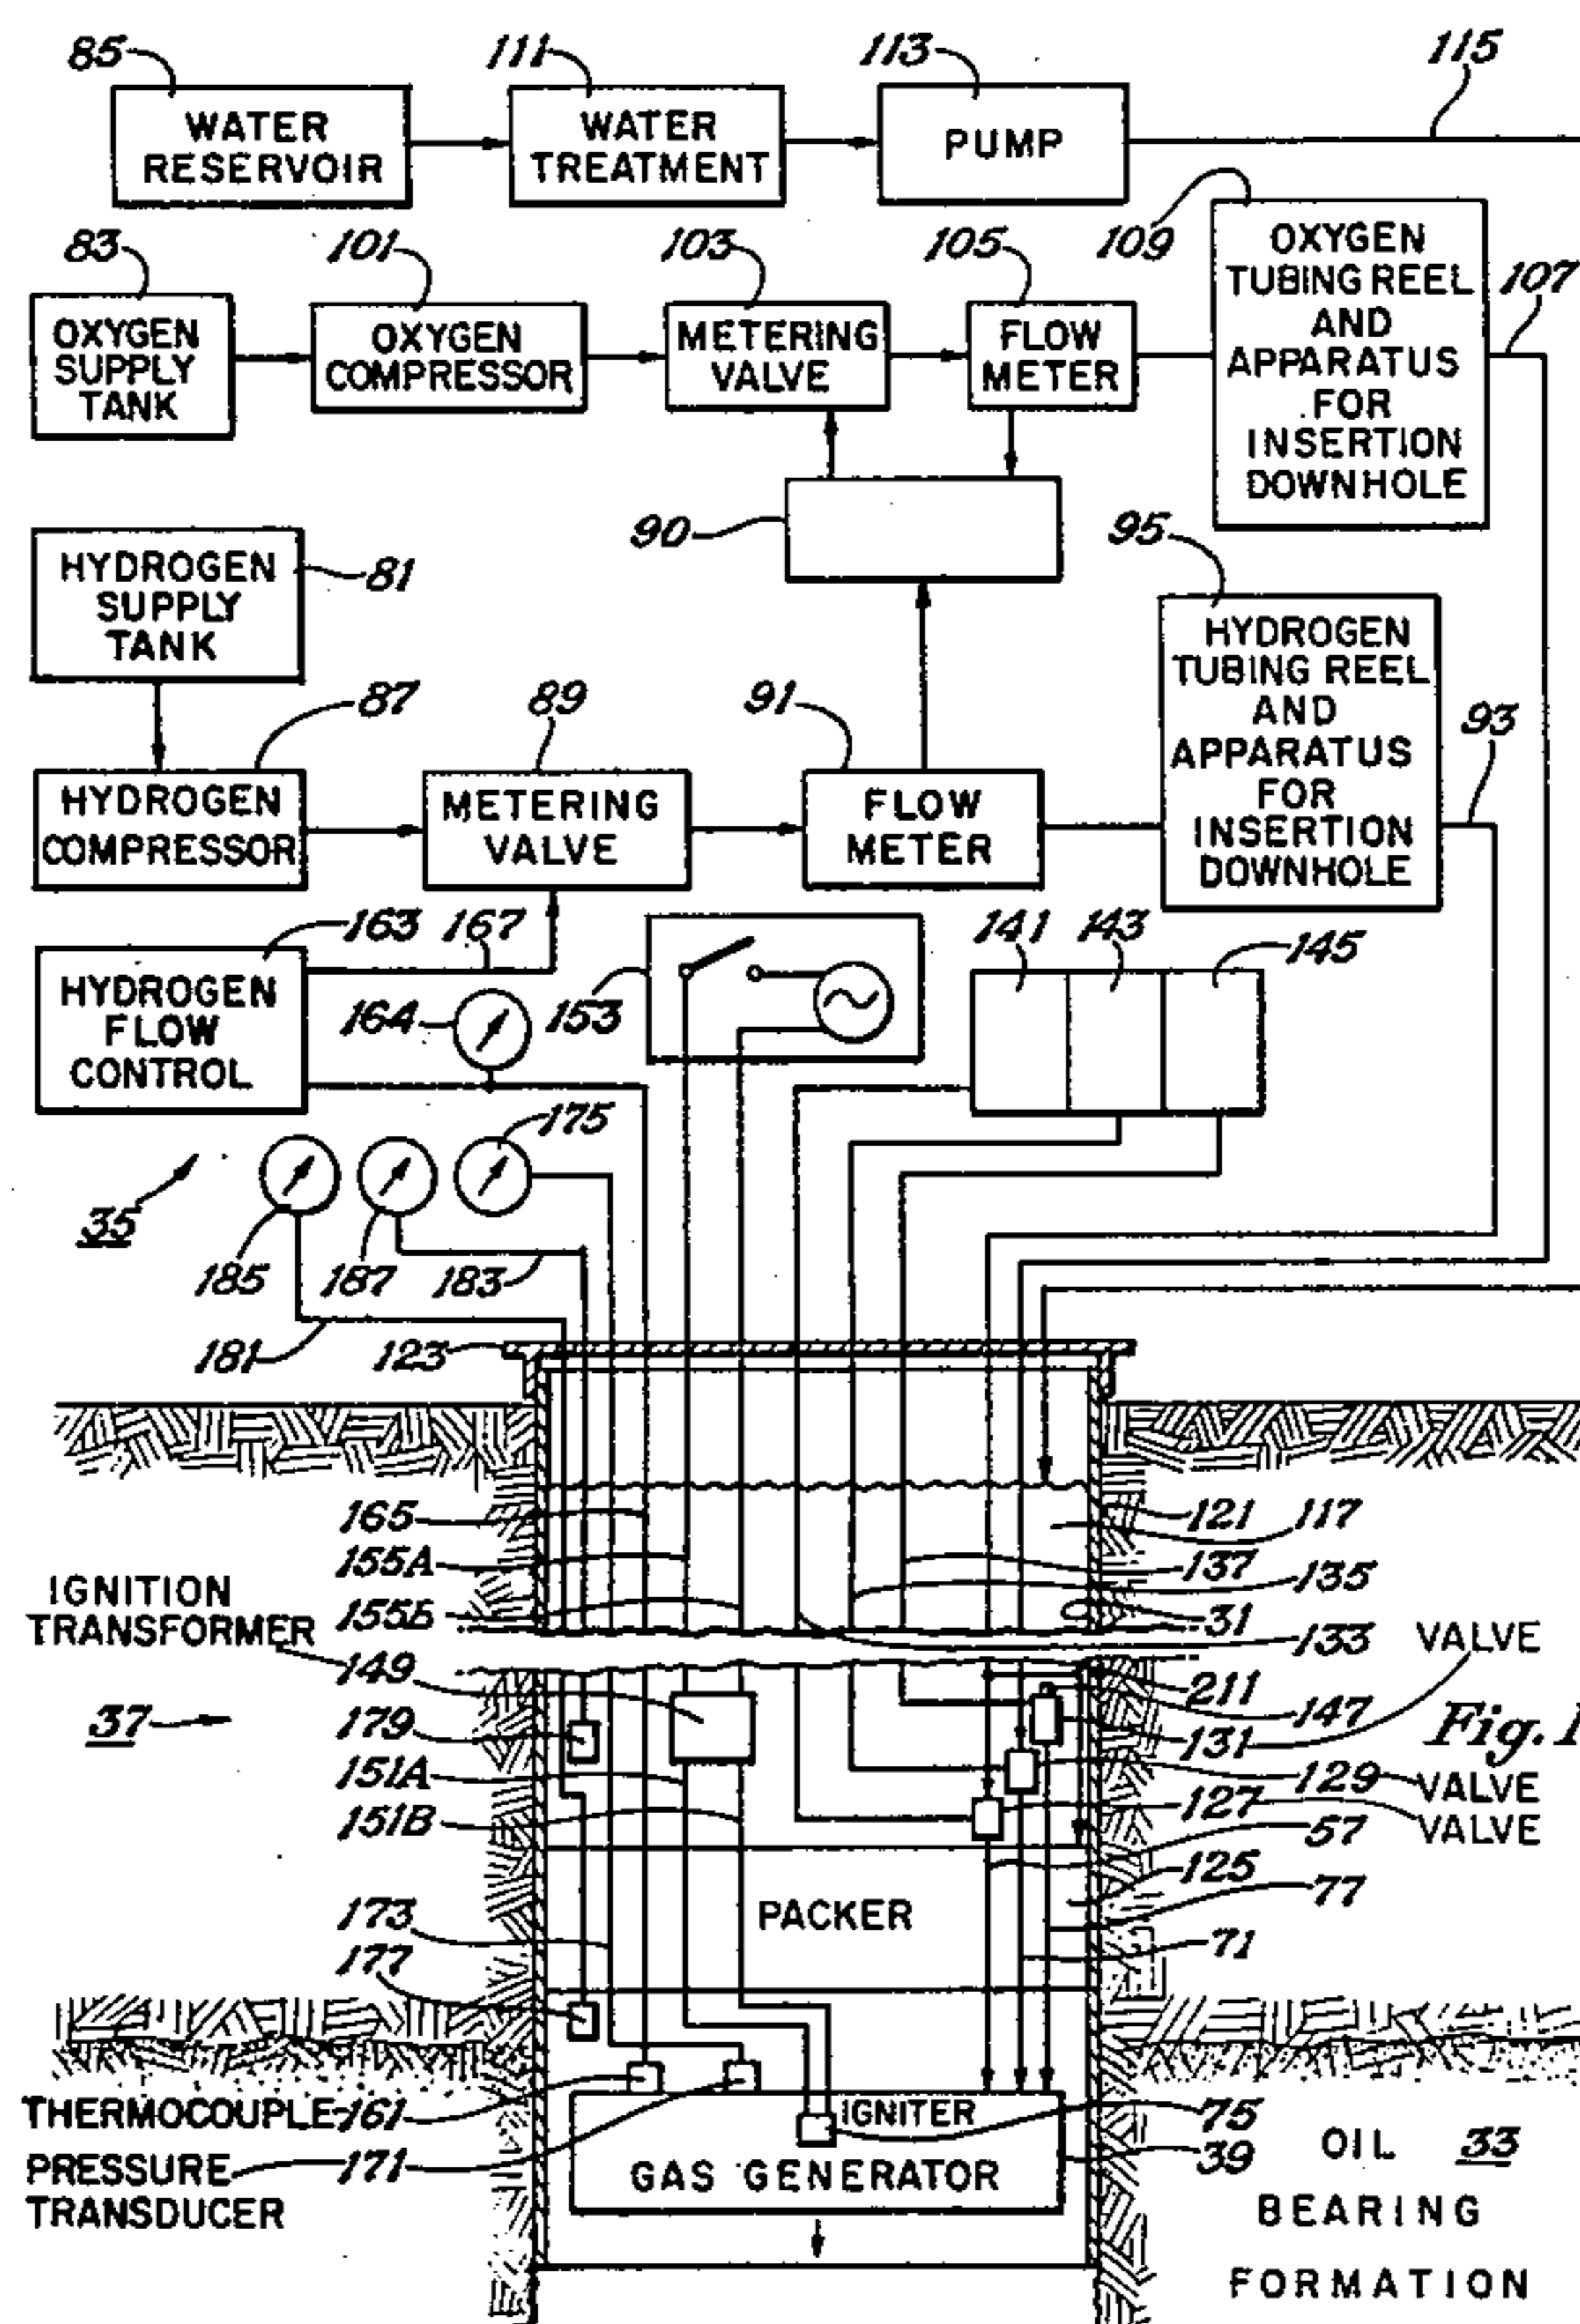 85
111
113
115
WATER
RESERVOIR
WATER
TREATMENT
PUMP
109
83
101
103
105
107
OXYGEN
SUPPLY
TANK
OXYGEN
COMPRESSOR
METERING
VALVE
FLOW
METER
OXYGEN
TUBING REEL
AND
APPARATUS
FOR
INSERTION
DOWNHOLE
90
95
HYDROGEN
SUPPLY
TANK
81
87
89
91
93
HYDROGEN
COMPRESSOR
METERING
VALVE
FLOW
METER
HYDROGEN
TUBING REEL
AND
APPARATUS
FOR
INSERTION
DOWNHOLE
163
167
141
143
145
HYDROGEN
FLOW
CONTROL
164
153
175
35
185
187
183
181
123
165
155A
155B
121
117
137
135
31
133
IGNITION
TRANSFORMER
149
VALVE
211
147
37
179
131
Fig. 1
151A
129
VALVE
151B
127
VALVE
57
125
77
PACKER
173
71
177
THERMOCOUPLE
161
IGNITER
75
PRESSURE
TRANSDUCER
171
GAS GENERATOR
39
OIL
33
BEARING
FORMATION